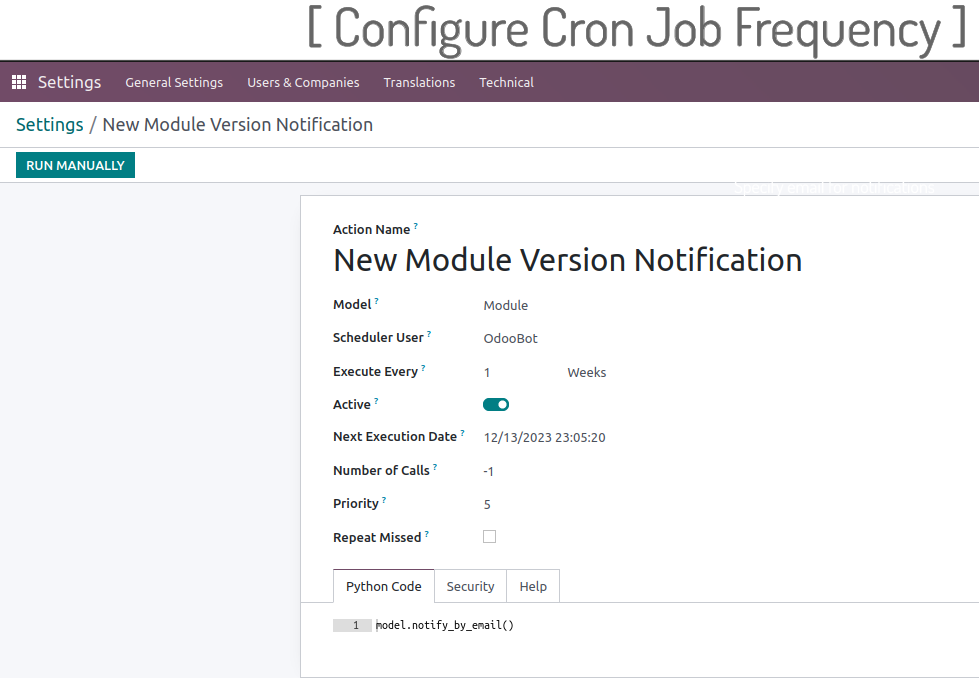 [ Configure Cron Job Frequency ]
Settings General Settings Users & Companies Translations Technical
Settings / New Module Version Notification
RUN MANUALLY
Specify email for notifications
Action Name ?
New Module Version Notification
Model ? Module
Scheduler User ? OdooBot
Execute Every ? 1 Weeks
Active ?
Next Execution Date ? 12/13/2023 23:05:20
Number of Calls ? -1
Priority ? 5
Repeat Missed ?
Python Code Security Help
1 model.notify_by_email()